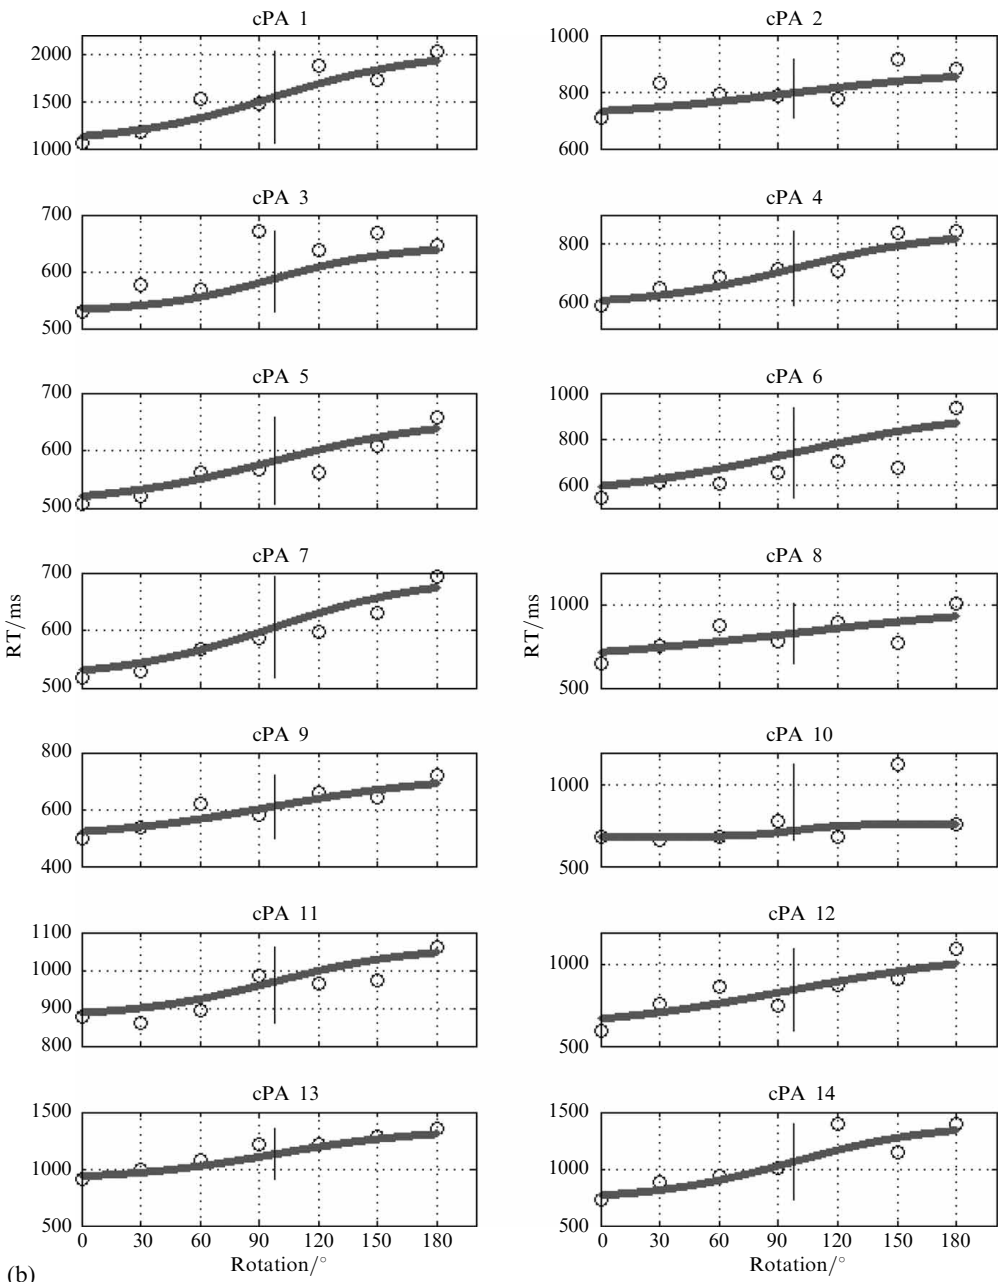 cPA 1 cPA 2
2000 1000
1500 800
1000 600
cPA 3 cPA 4
700
600 800
500 600
cPA 5 cPA 6
700 1000
600 800
500 600
cPA 7 cPA 8
700
600 1000
500 500
RT/ms RT/ms
cPA 9 cPA 10
800
600 1000
400 500
cPA 11 cPA 12
1100
1000 1000
900
800 500
cPA 13 cPA 14
1500 1500
1000 1000
500 500
0 30 60 90 120 150 180 0 30 60 90 120 150 180
Rotation/° Rotation/°
(b)